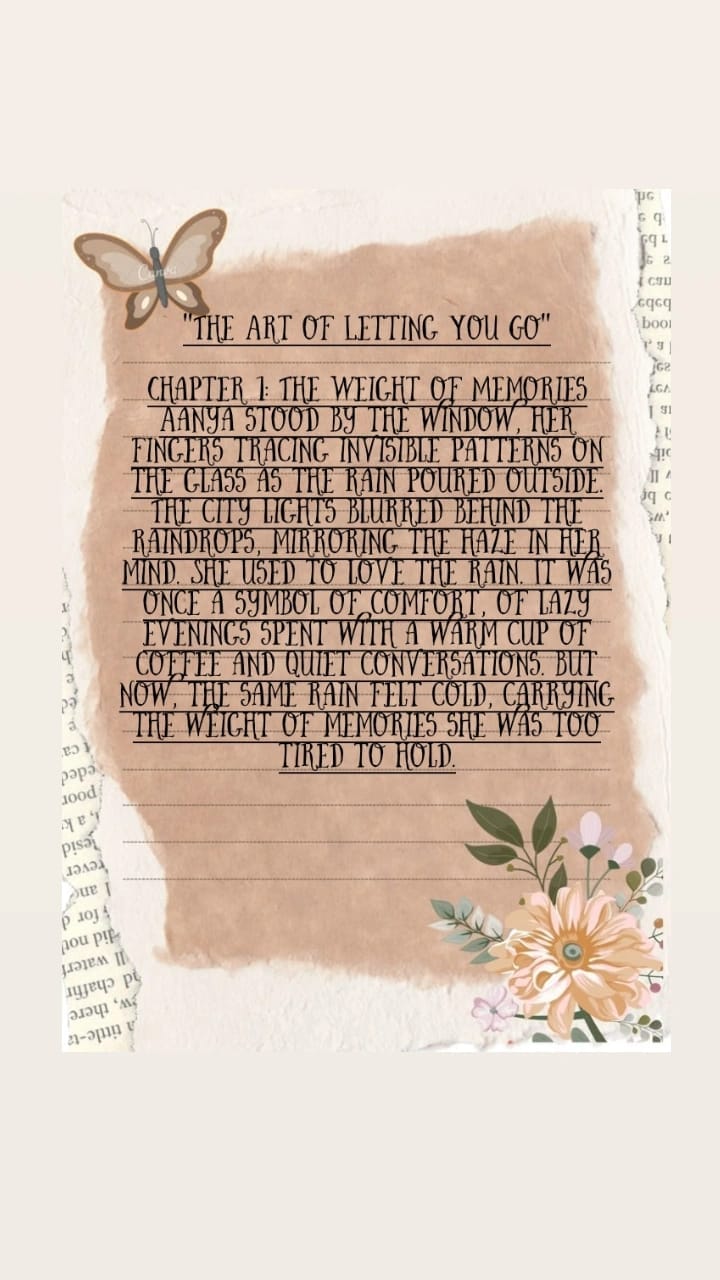 Canva
"THE ART OF LETTING YOU GO"
CHAPTER 1: THE WEIGHT OF MEMORIES
AANYA STOOD BY THE WINDOW, HER
FINGERS TRACING INVISIBLE PATTERNS ON
THE GLASS AS THE RAIN POURED OUTSIDE.
THE CITY LIGHTS BLURRED BEHIND THE
RAINDROPS, MIRRORING THE HAZE IN HER
MIND. SHE USED TO LOVE THE RAIN. IT WAS
ONCE A SYMBOL OF COMFORT, OF LAZY
EVENINGS SPENT WITH A WARM CUP OF
COFFEE AND QUIET CONVERSATIONS. BUT
NOW, THE SAME RAIN FELT COLD, CARRYING
THE WEIGHT OF MEMORIES SHE WAS TOO
TIRED TO HOLD.